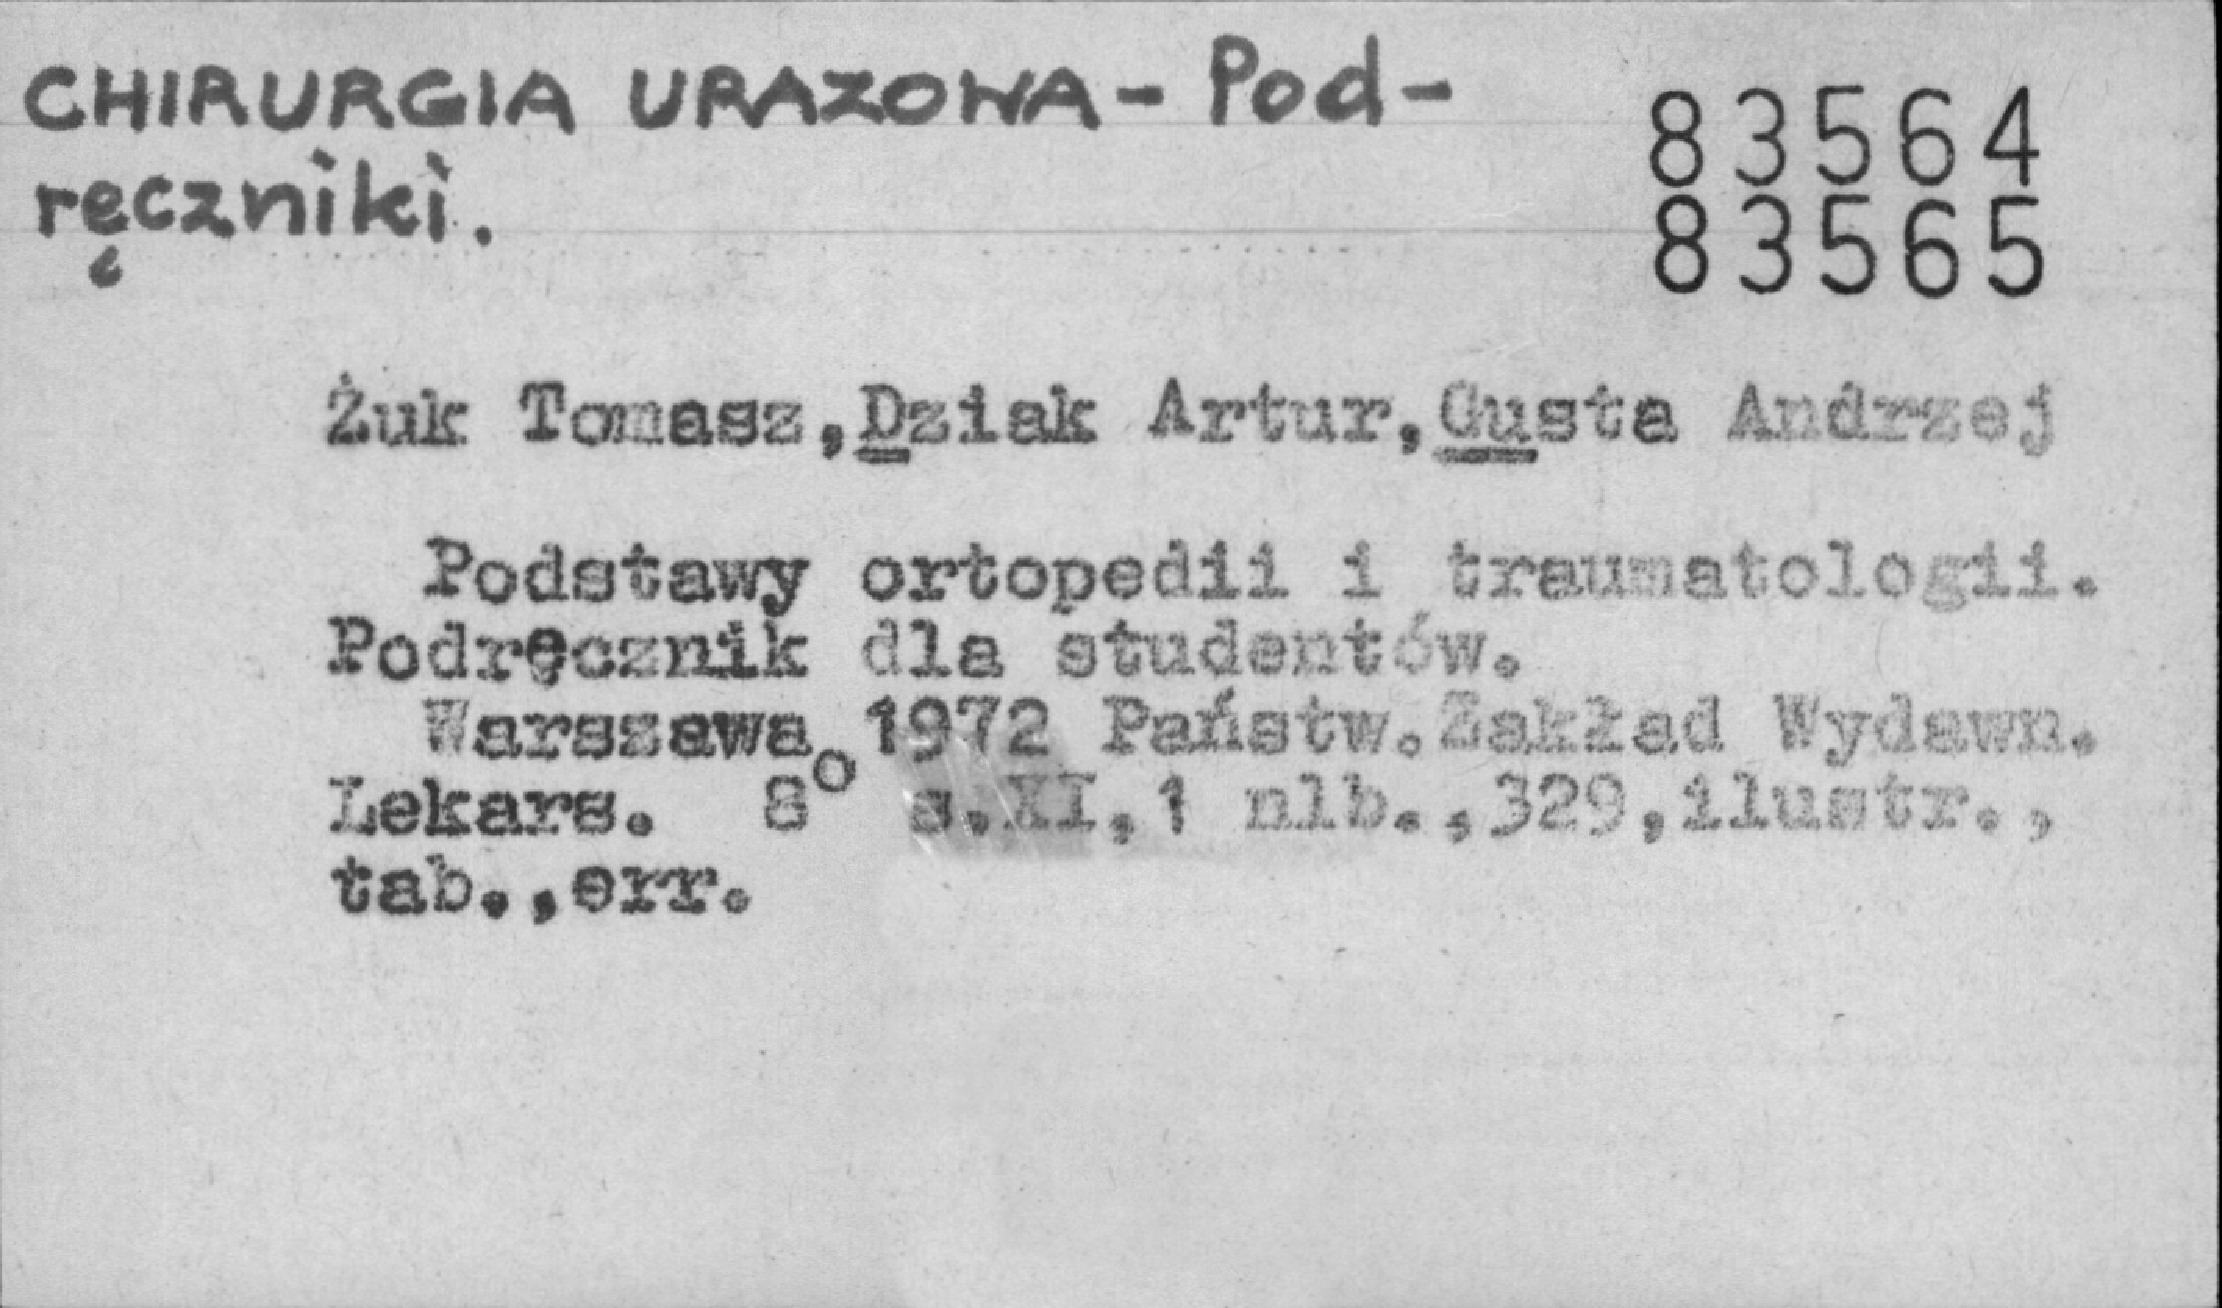 CHIRURGIA URAZOWA - Pod-
ręczniki.
83564
83565
Żuk Tomasz,Dziak Artur,Gusta Andrzej
Podstawy ortopedii i traumatologii.
Podręcznik dla studentów.
Warszawa 1972 Państw.Zakład Wydawn.
Lekars. 8° s.XI,1 nlb.,329,ilustr.,
tab.,err.